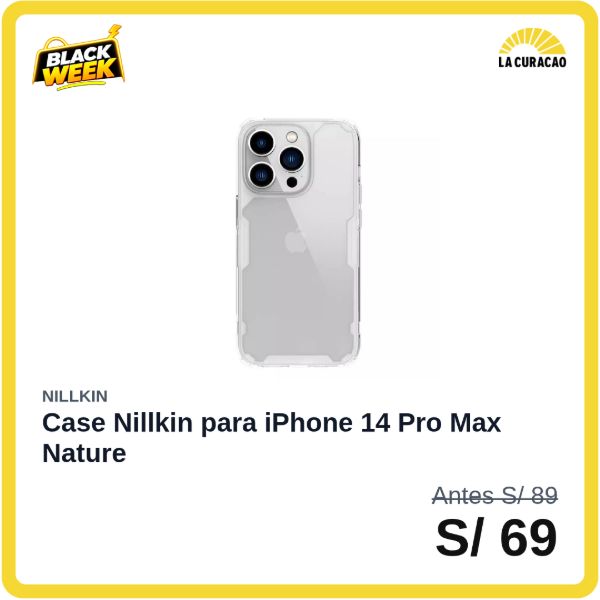 BLACK
WEEK
LA CURACAO
NILLKIN
Case Nillkin para iPhone 14 Pro Max
Nature
Antes S/ 89
S/ 69